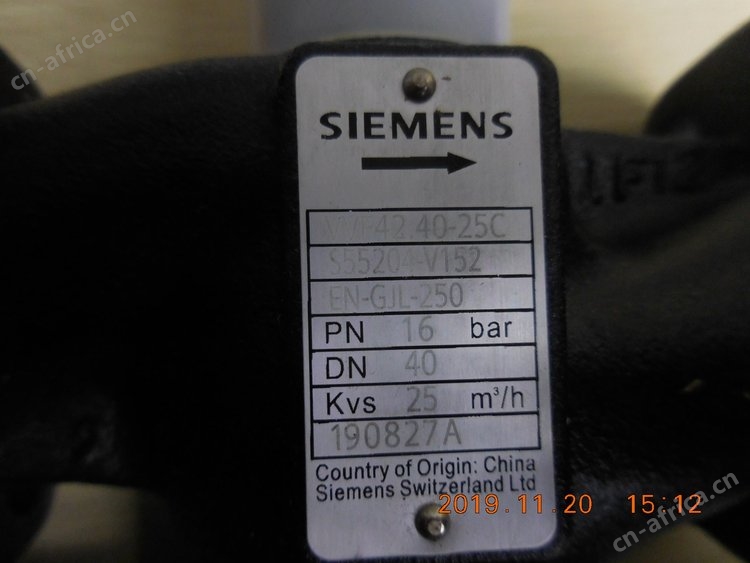 cn-africa.cn
SIEMENS
VVF42.40-25C
S55204-V152
EN-GJL-250
PN 16 bar
DN 40
Kvs 25 m³/h
190827A
Country of Origin: China
Siemens Switzerland Ltd
2019.11.20 15:12
cn-africa.cn